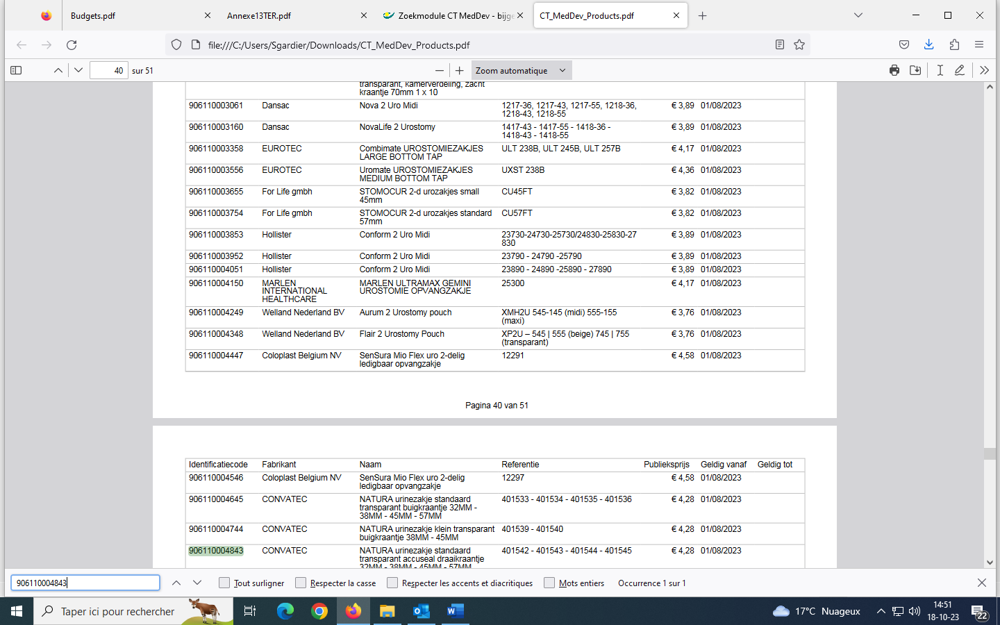 Budgets.pdf
Annexe13TER.pdf
Zoekmodule CT MedDev - bijge
CT_MedDev_Products.pdf
file:///C:/Users/Sgardier/Downloads/CT_MedDev_Products.pdf
40 sur 51
Zoom automatique
transparant, kamerverdeling, zacht
kraantje 70mm 1 x 10
906110003061 Dansac Nova 2 Uro Midi 1217-36, 1217-43, 1217-55, 1218-36, € 3,89 01/08/2023
1218-43, 1218-55
906110003160 Dansac NovaLife 2 Urostomy 1417-43 - 1417-55 - 1418-36 - € 3,89 01/08/2023
1418-43 - 1418-55
906110003358 EUROTEC Combimate UROSTOMIEZAKJES ULT 238B, ULT 245B, ULT 257B € 4,17 01/08/2023
LARGE BOTTOM TAP
906110003556 EUROTEC Uromate UROSTOMIEZAKJES UXST 238B € 4,36 01/08/2023
MEDIUM BOTTOM TAP
906110003655 For Life gmbh STOMOCUR 2-d urozakjes small CU45FT € 3,82 01/08/2023
45mm
906110003754 For Life gmbh STOMOCUR 2-d urozakjes standard CU57FT € 3,82 01/08/2023
57mm
906110003853 Hollister Conform 2 Uro Midi 23730-24730-25730/24830-25830-27 € 3,89 01/08/2023
830
906110003952 Hollister Conform 2 Uro Midi 23790 - 24790 -25790 € 3,89 01/08/2023
906110004051 Hollister Conform 2 Uro Midi 23890 - 24890 -25890 - 27890 € 3,89 01/08/2023
906110004150 MARLEN MARLEN ULTRAMAX GEMINI 25300 € 4,17 01/08/2023
INTERNATIONAL UROSTOMIE OPVANGZAKJE
HEALTHCARE
906110004249 Welland Nederland BV Aurum 2 Urostomy pouch XMH2U 545-145 (midi) 555-155 € 3,76 01/08/2023
(maxi)
906110004348 Welland Nederland BV Flair 2 Urostomy Pouch XP2U – 545 | 555 (beige) 745 | 755 € 3,76 01/08/2023
(transparant)
906110004447 Coloplast Belgium NV SenSura Mio Flex uro 2-delig 12291 € 4,58 01/08/2023
ledigbaar opvangzakje
Pagina 40 van 51
Identificatiecode Fabrikant Naam Referentie Publieksprijs Geldig vanaf Geldig tot
906110004546 Coloplast Belgium NV SenSura Mio Flex uro 2-delig 12297 € 4,58 01/08/2023
ledigbaar opvangzakje
906110004645 CONVATEC NATURA urinezakje standaard 401533 - 401534 - 401535 - 401536 € 4,28 01/08/2023
transparant buigkraantje 32MM -
38MM - 45MM - 57MM
906110004744 CONVATEC NATURA urinezakje klein transparant 401539 - 401540 € 4,28 01/08/2023
buigkraantje 38MM - 45MM
906110004843 CONVATEC NATURA urinezakje standaard 401542 - 401543 - 401544 - 401545 € 4,28 01/08/2023
transparant accuseal draaikraantje
32MM - 38MM - 45MM - 57MM
906110004843 Tout surligner Respecter la casse Respecter les accents et diacritiques Mots entiers Occurrence 1 sur 1
Taper ici pour rechercher
17°C Nuageux
14:51
18-10-23
22